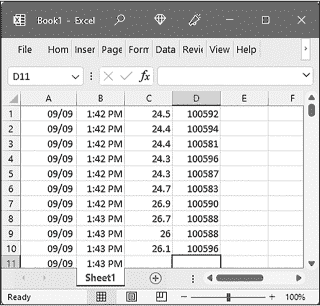 Book1 - Excel
File Hom Inser Page Forn Data Revie View Help
D11 fx
A B C D E F
1 09/09 1:42 PM 24.5 100592
2 09/09 1:42 PM 24.4 100594
3 09/09 1:42 PM 24.4 100581
4 09/09 1:42 PM 24.3 100596
5 09/09 1:42 PM 24.3 100587
6 09/09 1:42 PM 24.7 100583
7 09/09 1:42 PM 26.9 100590
8 09/09 1:43 PM 26.7 100588
9 09/09 1:43 PM 26 100588
10 09/09 1:43 PM 26.1 100596
11 09/09 1:43 PM
Sheet1
Ready 100%